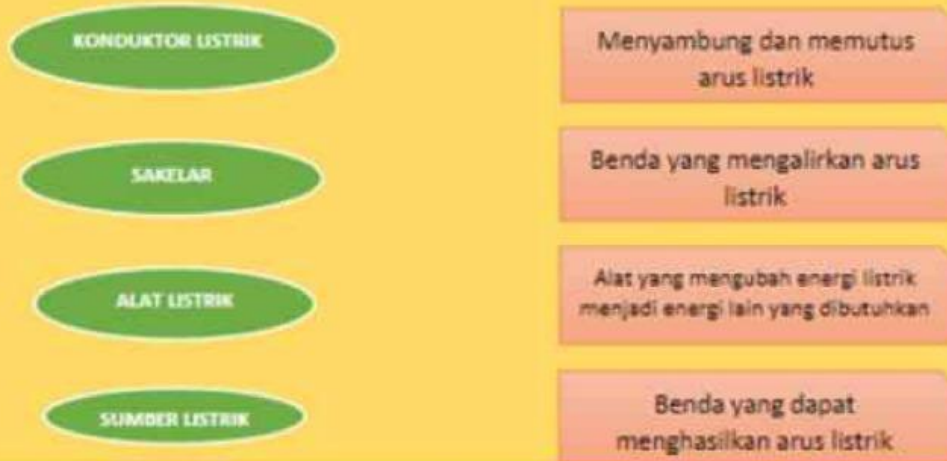 KONDUKTOR LISTRIK
Menyambung dan memutus
arus listrik
SAKELAR
Benda yang mengalirkan arus
listrik
ALAT LISTRIK
Alat yang mengubah energi listrik
menjadi energi lain yang dibutuhkan
SUMBER LISTRIK
Benda yang dapat
menghasilkan arus listrik